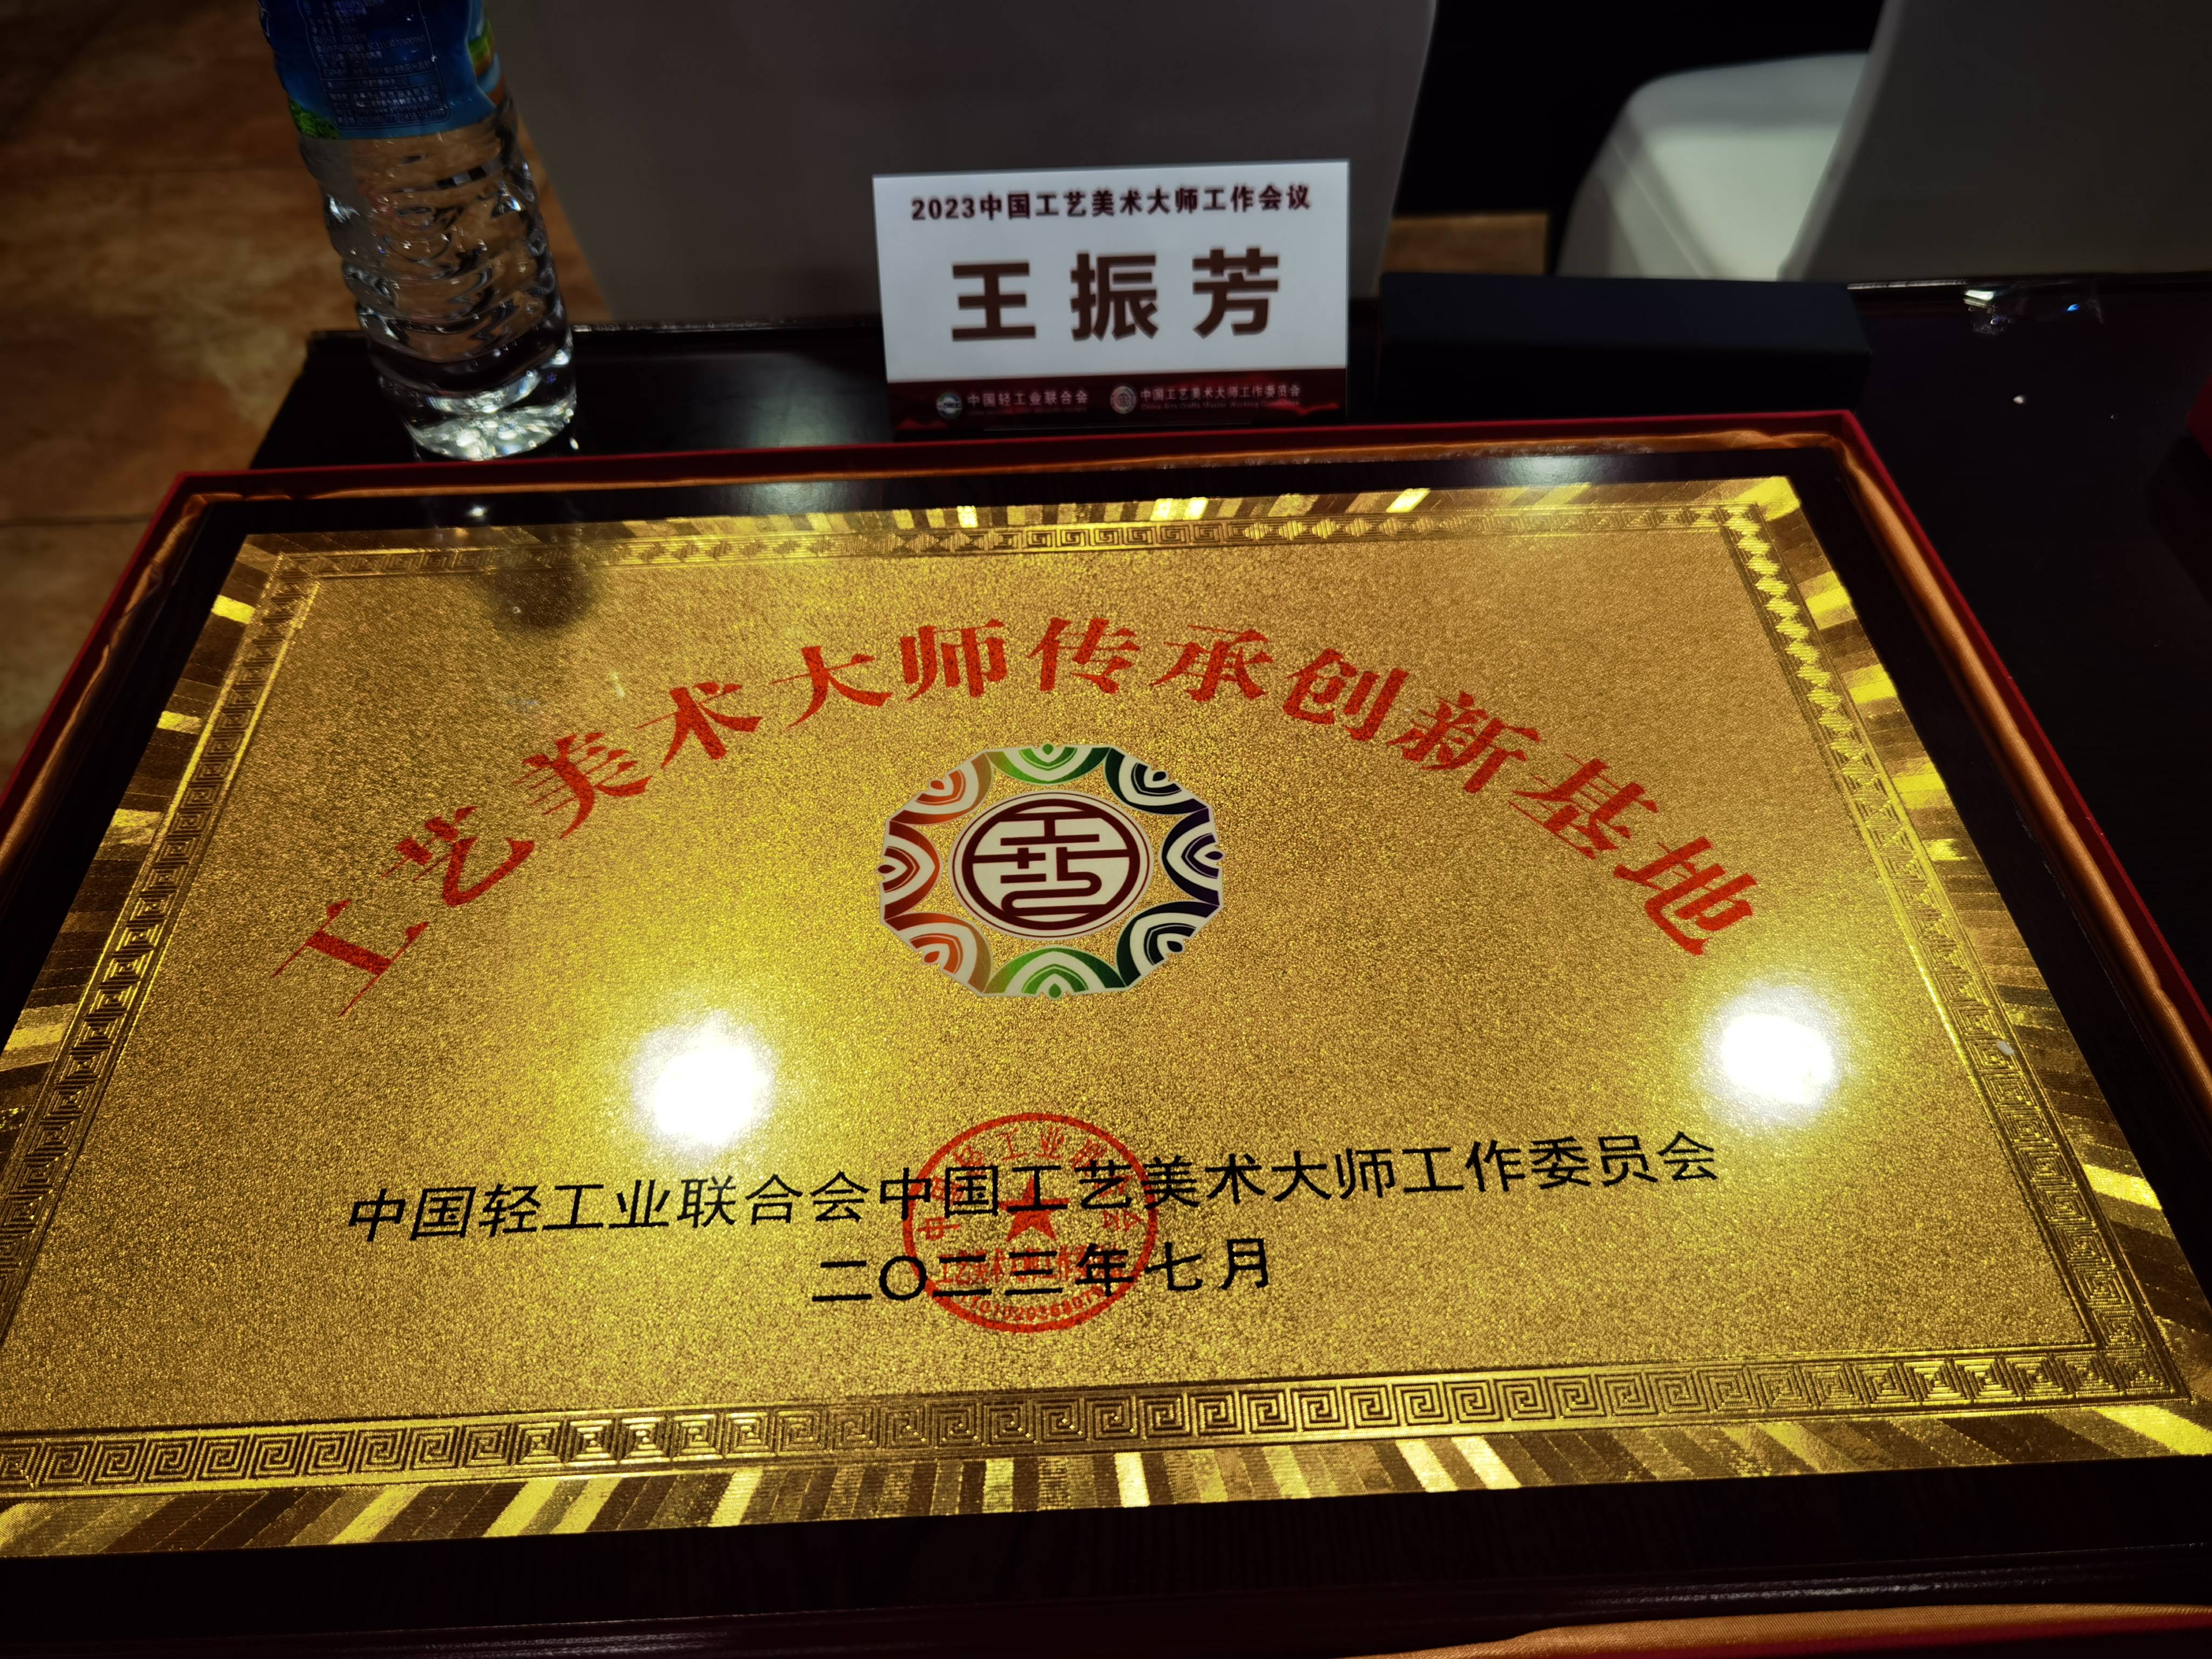 2023中国工艺美术大师工作会议
王振芳
中国轻工业联合会
中国工艺美术大师工作委员会
工艺美术大师传承创新基地
中国轻工业联合会中国工艺美术大师工作委员会
二〇二三年七月